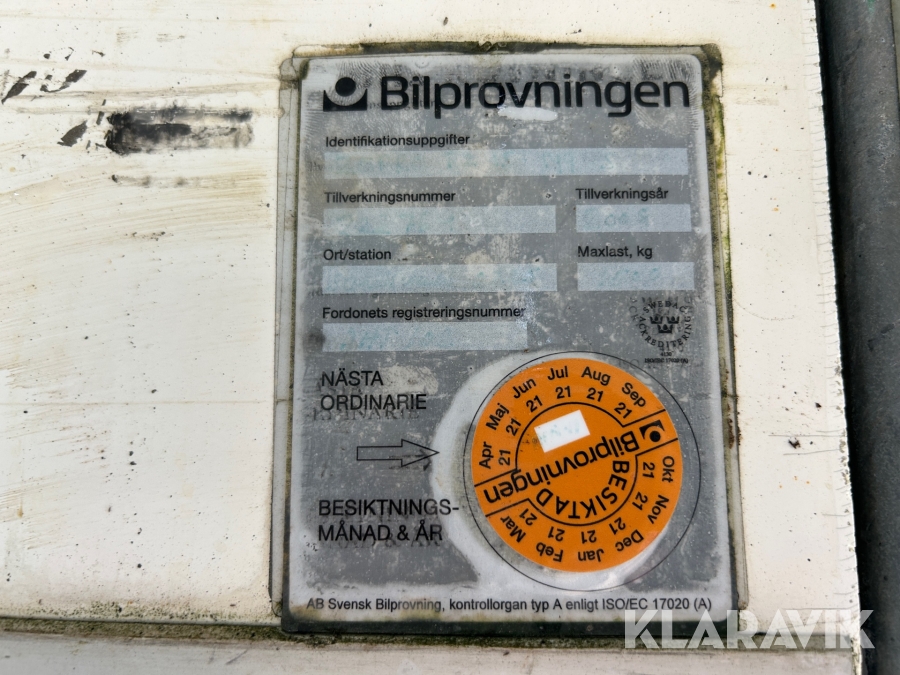 Bilprovningen
Identifikationsuppgifter
Tillverkningsnummer
Tillverkningsår
Ort/station
Maxlast, kg
Fordonets registreringsnummer
SWEDAC
ACKREDITERING
NÄSTA
ORDINARIE
BESIKTNINGS-
MÅNAD & ÅR
Apr Maj Jun Jul Aug Sep
21 21 21 21 21 21
Bilprovningen
BESIKTAD
Okt Nov Dec Jan Feb Mar
21 21 21 21 21 21
AB Svensk Bilprovning, kontrollorgan typ A enligt ISO/EC 17020 (A)
KLARAVIK